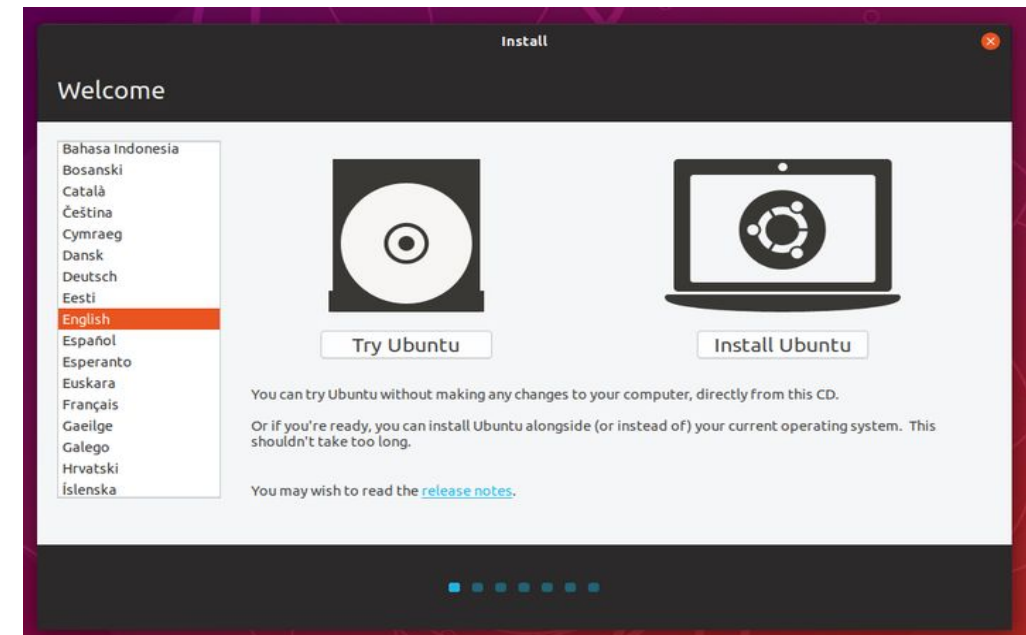 Install
Welcome
Bahasa Indonesia
Bosanski
Català
Čeština
Cymraeg
Dansk
Deutsch
Eesti
English
Español
Esperanto
Euskara
Français
Gaeilge
Galego
Hrvatski
Íslenska
Try Ubuntu
Install Ubuntu
You can try Ubuntu without making any changes to your computer, directly from this CD.
Or if you're ready, you can install Ubuntu alongside (or instead of) your current operating system. This
shouldn't take too long.
You may wish to read the release notes.